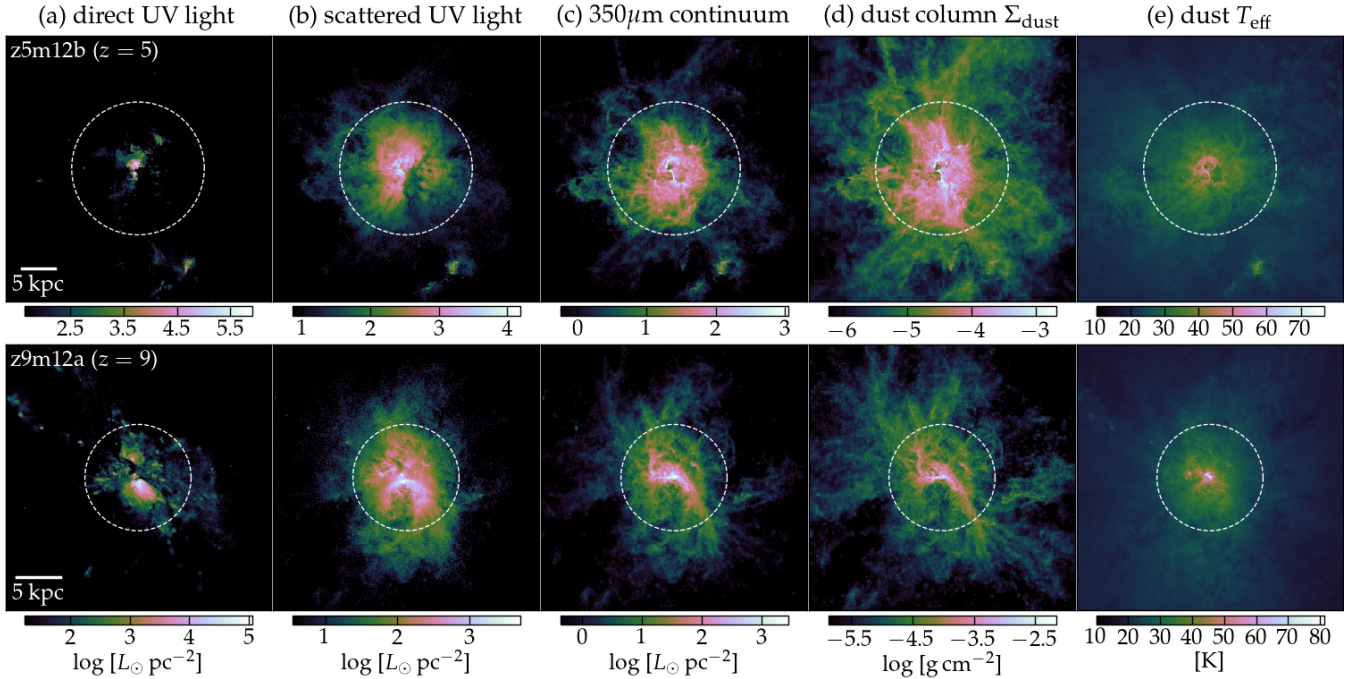 (a) direct UV light (b) scattered UV light (c) 350μm continuum (d) dust column Σ_dust (e) dust T_eff
z5m12b (z = 5)
5 kpc
2.5 3.5 4.5 5.5 1 2 3 4 0 1 2 3 −6 −5 −4 −3 10 20 30 40 50 60 70
z9m12a (z = 9)
5 kpc
2 3 4 5 1 2 3 0 1 2 3 −5.5 −4.5 −3.5 −2.5 10 20 30 40 50 60 70 80
log [L⊙ pc⁻²] log [L⊙ pc⁻²] log [L⊙ pc⁻²] log [g cm⁻²] [K]